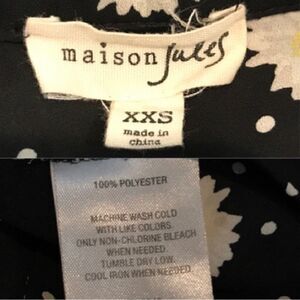 maison Jules
XXS
made in
china
100% POLYESTER
MACHINE WASH COLD
WITH LIKE COLORS
ONLY NON-CHLORINE BLEACH
WHEN NEEDED.
TUMBLE DRY LOW.
COOL IRON WHEN NEEDED.